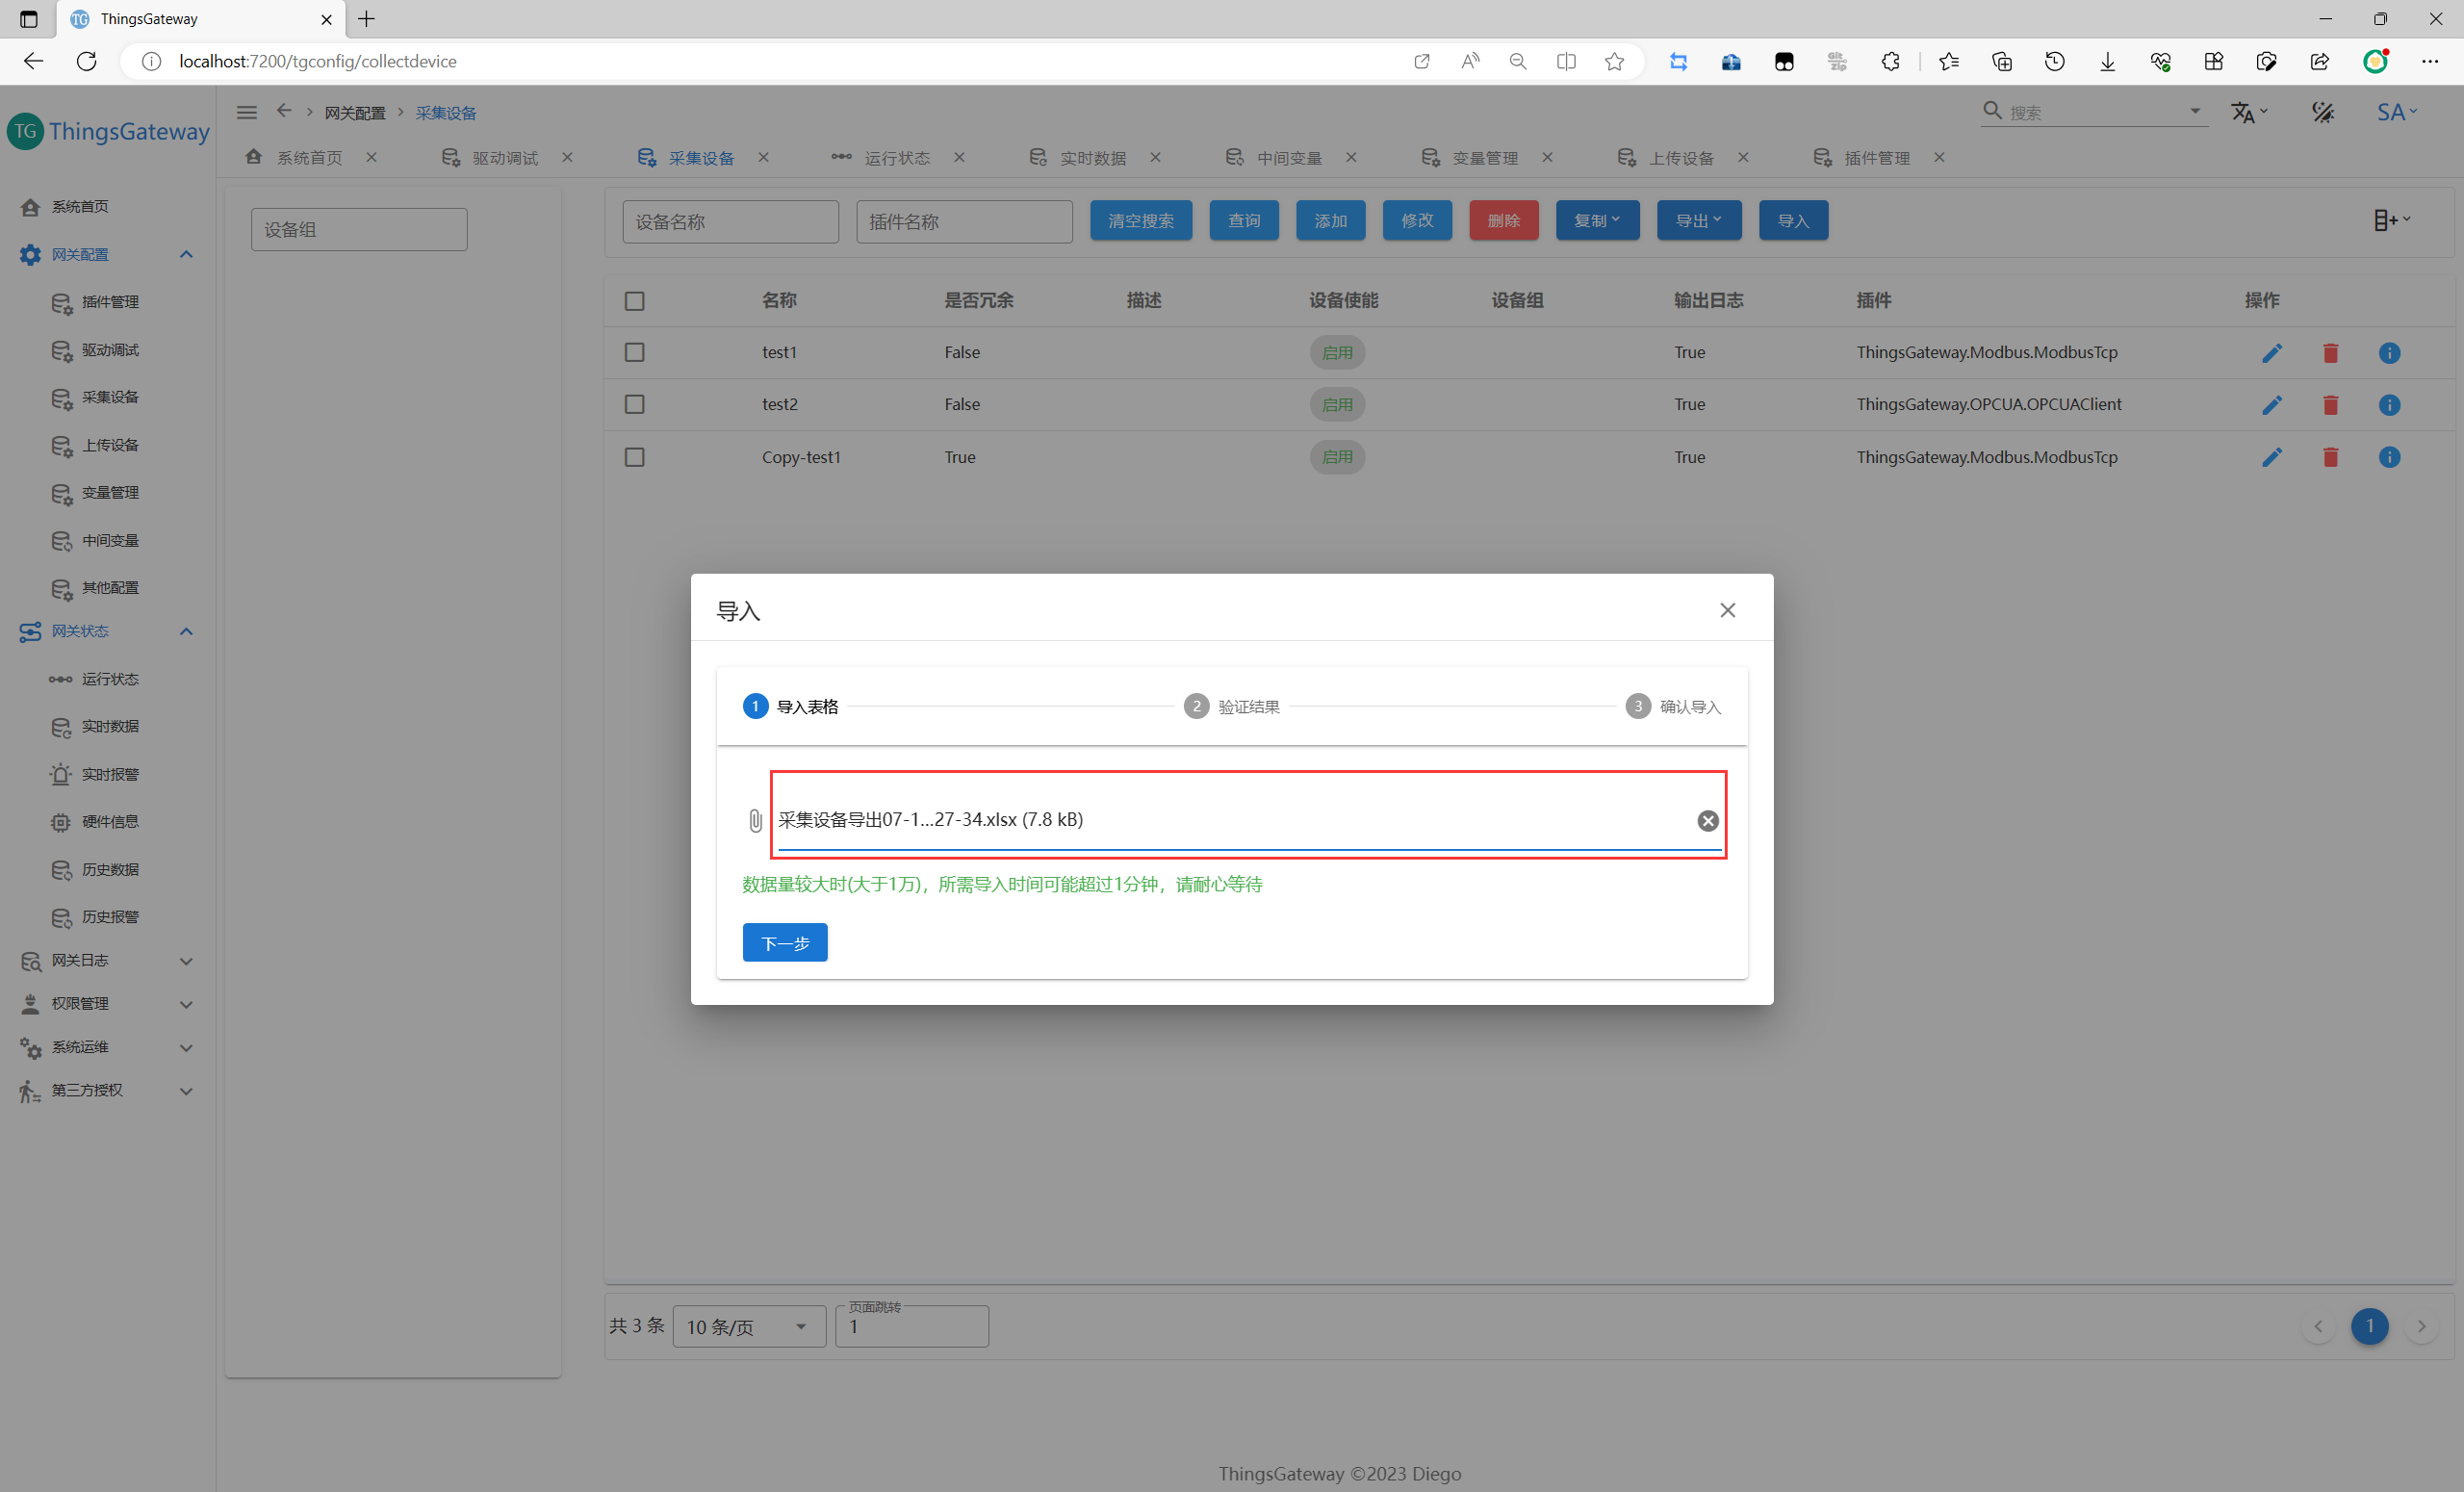 TG ThingsGateway
localhost:7200/tgconfig/collectdevice
Git Zip
TG ThingsGateway
网关配置 采集设备
搜索
SA
系统首页 驱动调试 采集设备 运行状态 实时数据 中间变量 变量管理 上传设备 插件管理
系统首页
网关配置
插件管理
驱动调试
采集设备
上传设备
变量管理
中间变量
其他配置
网关状态
运行状态
实时数据
实时报警
硬件信息
历史数据
历史报警
网关日志
权限管理
系统运维
第三方授权
设备组
设备名称 插件名称 清空搜索 查询 添加 修改 删除 复制 导出 导入
名称 是否冗余 描述 设备使能 设备组 输出日志 插件 操作
test1 False 启用 True ThingsGateway.Modbus.ModbusTcp
test2 False 启用 True ThingsGateway.OPCUA.OPCUAClient
Copy-test1 True 启用 True ThingsGateway.Modbus.ModbusTcp
导入
1 导入表格 2 验证结果 3 确认导入
采集设备导出07-1...27-34.xlsx (7.8 kB)
数据量较大时(大于1万)，所需导入时间可能超过1分钟，请耐心等待
下一步
共 3 条 10 条/页 页面跳转 1
1
ThingsGateway ©2023 Diego